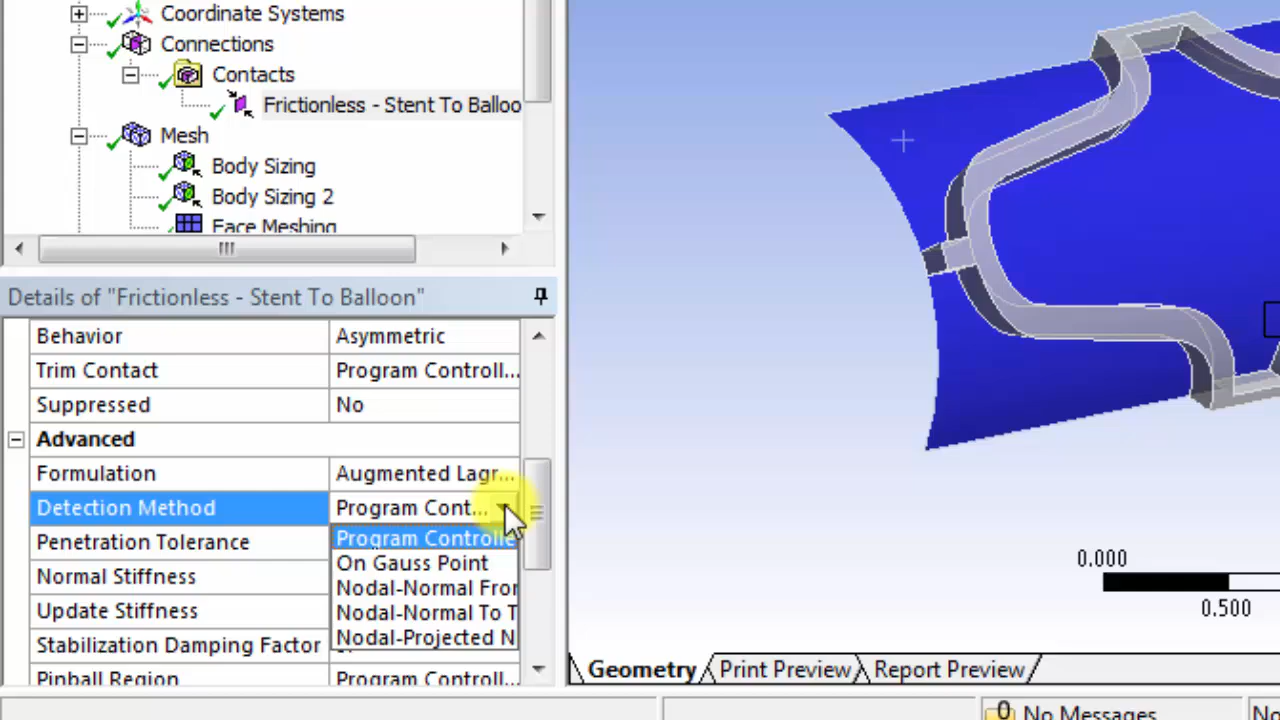 Coordinate Systems
Connections
Contacts
Frictionless - Stent To Balloo
Mesh
Body Sizing
Body Sizing 2
Face Meshing
Details of "Frictionless - Stent To Balloon"
Behavior Asymmetric
Trim Contact Program Controll...
Suppressed No
Advanced
Formulation Augmented Lagr...
Detection Method Program Cont...
Program Controlle
Penetration Tolerance
On Gauss Point
Normal Stiffness
Nodal-Normal Fror
Update Stiffness
Nodal-Normal To T
Stabilization Damping Factor
Nodal-Projected N
Pinball Region Program Controll...
0.000
0.500
Geometry Print Preview Report Preview
0 No Messages No